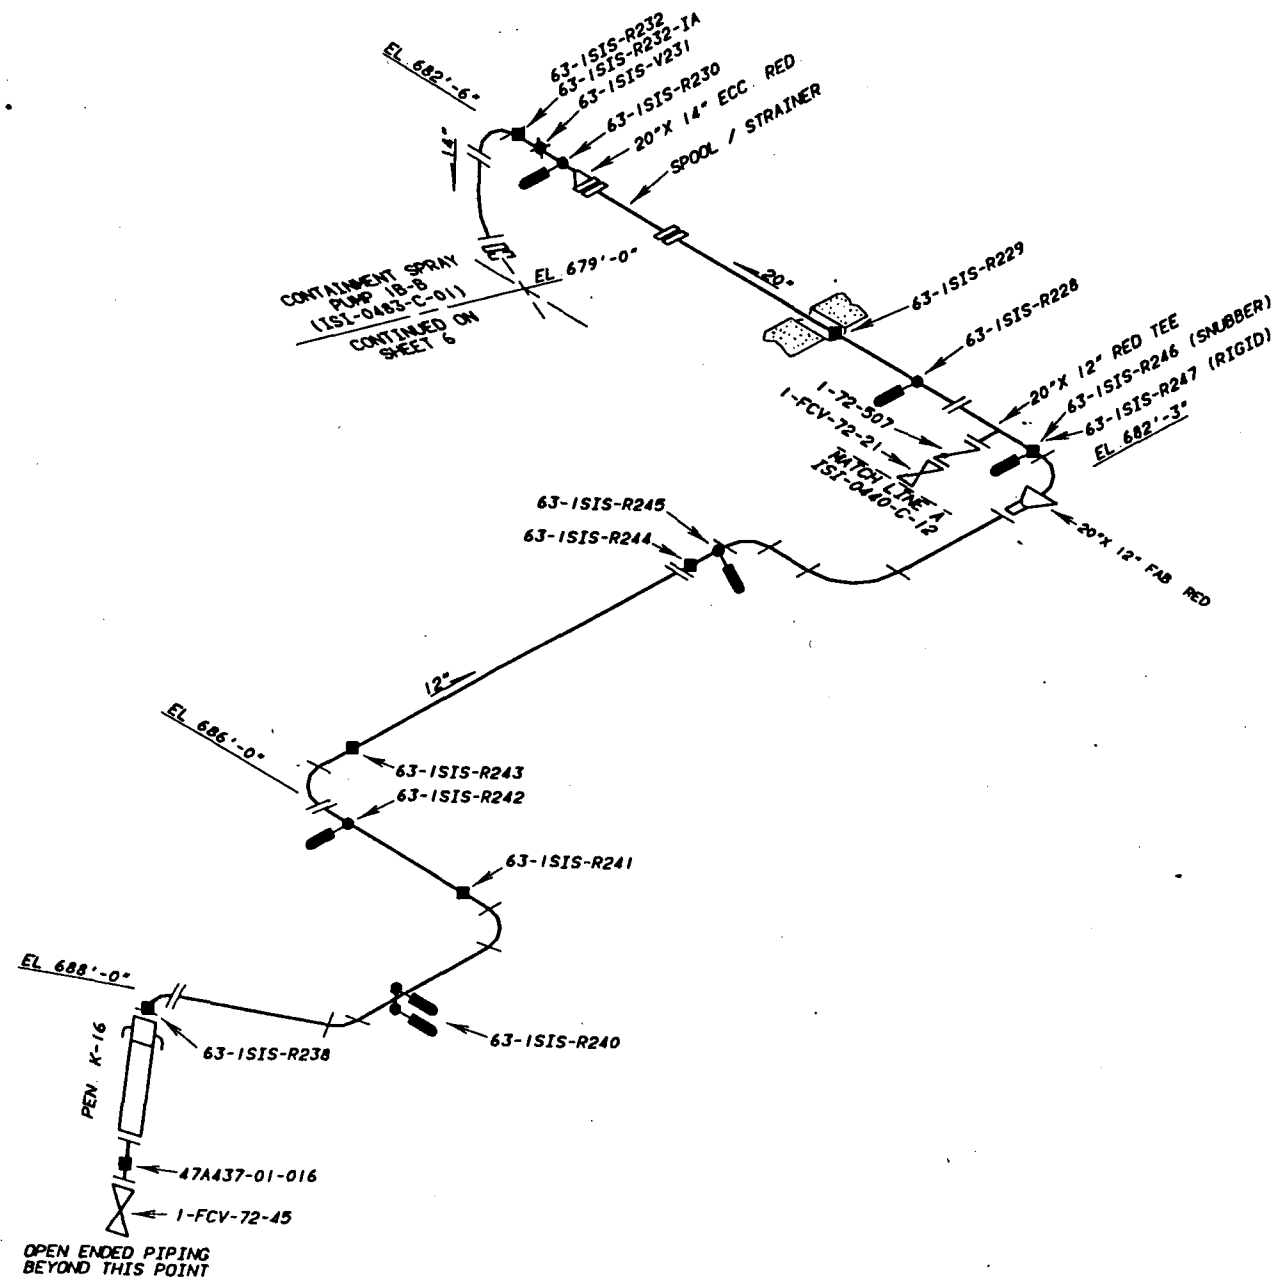 EL 682'-6"
63-1SIS-R232
63-1SIS-R232-IA
63-1SIS-V231
63-1SIS-R230
20"X 14" ECC. RED
SPOOL / STRAINER
14"
CONTAINMENT SPRAY
PUMP 1B-B
(ISI-0483-C-01)
CONTINUED ON
SHEET 6
EL 679'-0"
20"
63-1SIS-R229
63-1SIS-R228
20"X 12" RED TEE
63-1SIS-R246 (SNUBBER)
63-1SIS-R247 (RIGID)
EL 682'-3"
1-72-507
1-FCV-72-21
MATCH LINE A
ISI-0440-C-12
20"X 12" FAB RED
63-1SIS-R245
63-1SIS-R244
12"
EL 686'-0"
63-1SIS-R243
63-1SIS-R242
63-1SIS-R241
EL 688'-0"
63-1SIS-R240
63-1SIS-R238
PEN. K-16
47A437-01-016
1-FCV-72-45
OPEN ENDED PIPING
BEYOND THIS POINT